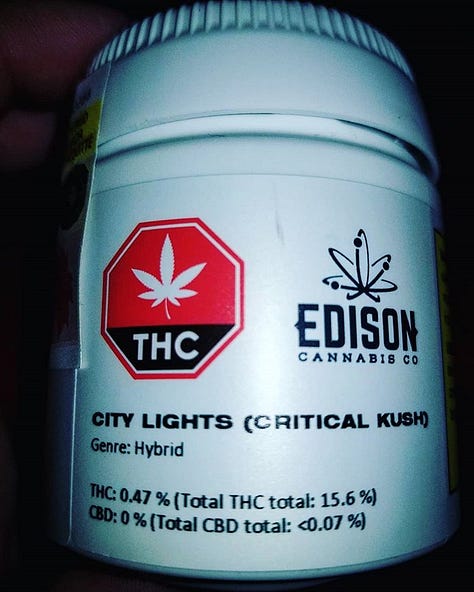 THC
EDISON
CANNABIS CO
CITY LIGHTS (CRITICAL KUSH)
Genre: Hybrid
THC: 0.47 % (Total THC total: 15.6 %)
CBD: 0 % (Total CBD total: <0.07 %)